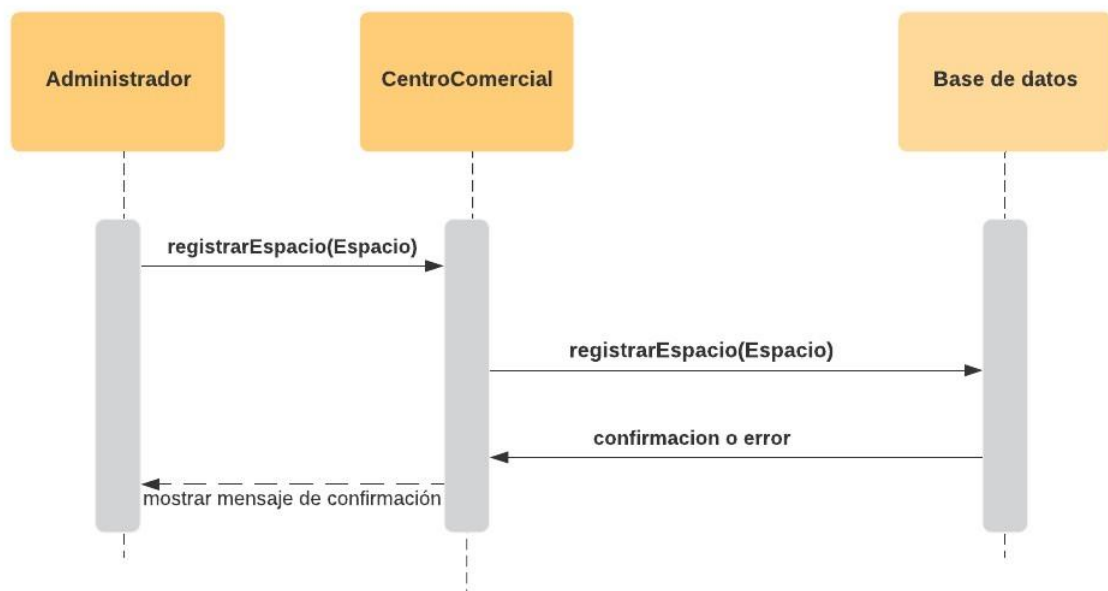 Administrador
CentroComercial
Base de datos
registrarEspacio(Espacio)
registrarEspacio(Espacio)
confirmacion o error
mostrar mensaje de confirmación